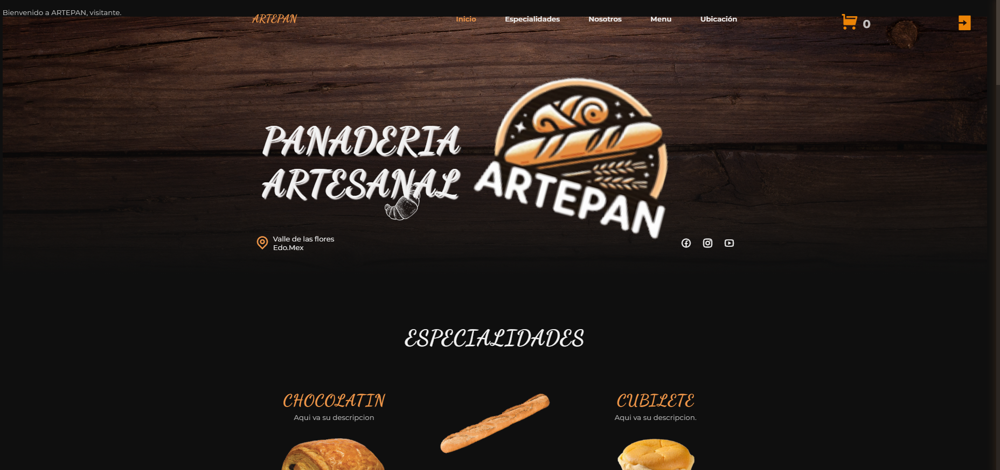 Bienvenido a ARTEPAN, visitante.
ARTEPAN
Inicio Especialidades Nosotros Menu Ubicación
0
PANADERIA
ARTESANAL
ARTEPAN
Valle de las flores
Edo.Mex
ESPECIALIDADES
CHOCOLATIN
Aqui va su descripcion
CUBILETE
Aqui va su descripcion.